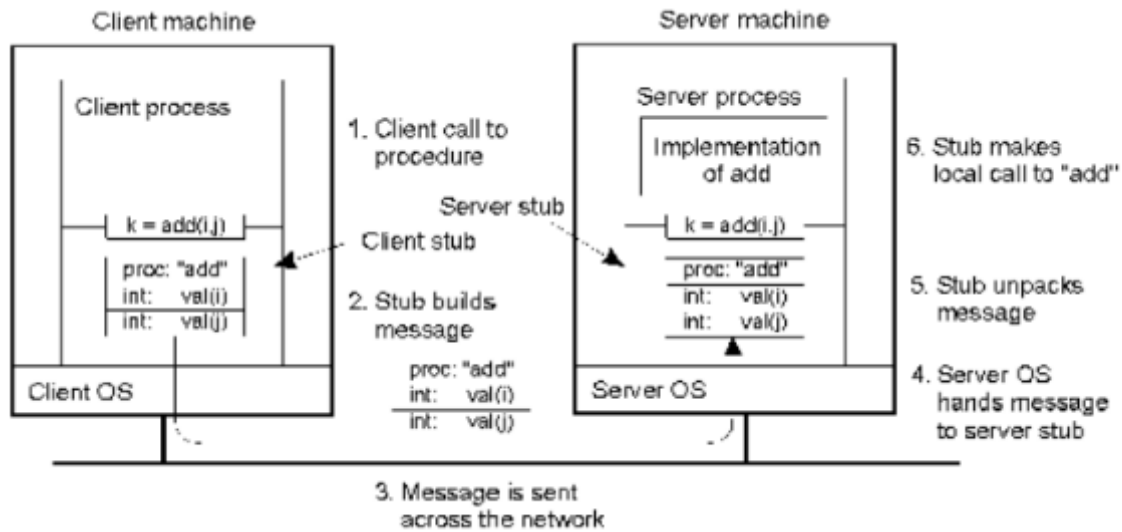 Client machine
Server machine
Client process
1. Client call to
procedure
Server process
Implementation
of add
6. Stub makes
local call to "add"
Server stub
k = add(i,j)
k = add(i,j)
Client stub
proc: "add"
int: val(i)
int: val(j)
2. Stub builds
message
proc: "add"
int: val(i)
int: val(j)
proc: "add"
int: val(i)
int: val(j)
5. Stub unpacks
message
Client OS
Server OS
4. Server OS
hands message
to server stub
3. Message is sent
across the network